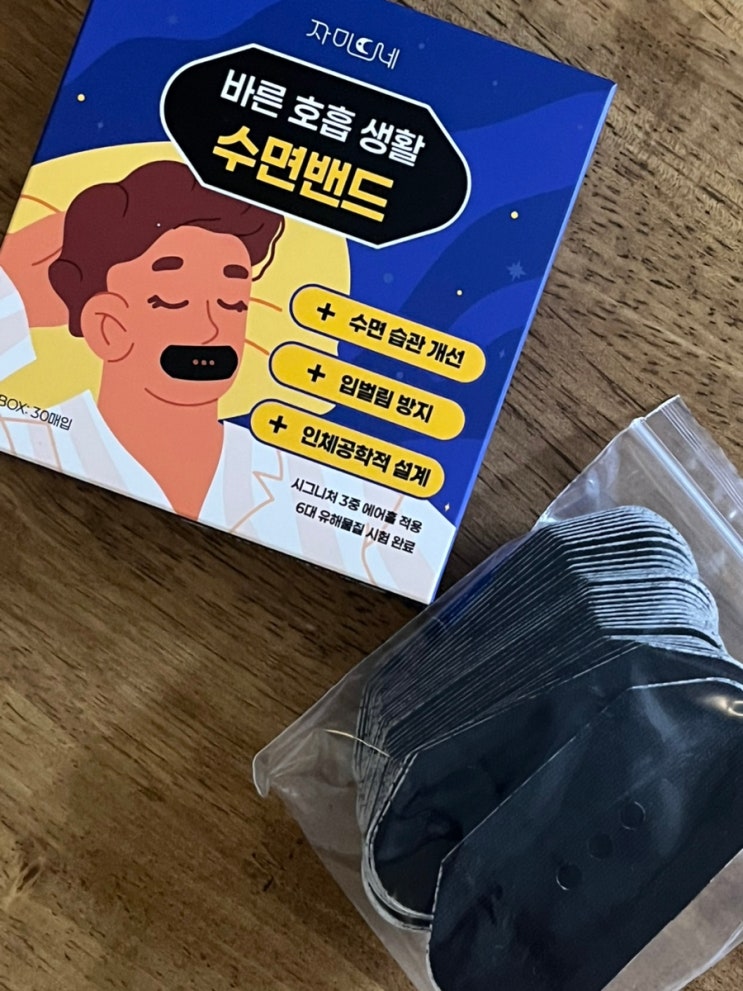 자미네
바른 호흡 생활
수면밴드
+ 수면 습관 개선
+ 입벌림 방지
+ 인체공학적 설계
BOX: 30매입
시그니처 3중 에어홀 적용
6대 유해물질 시험 완료